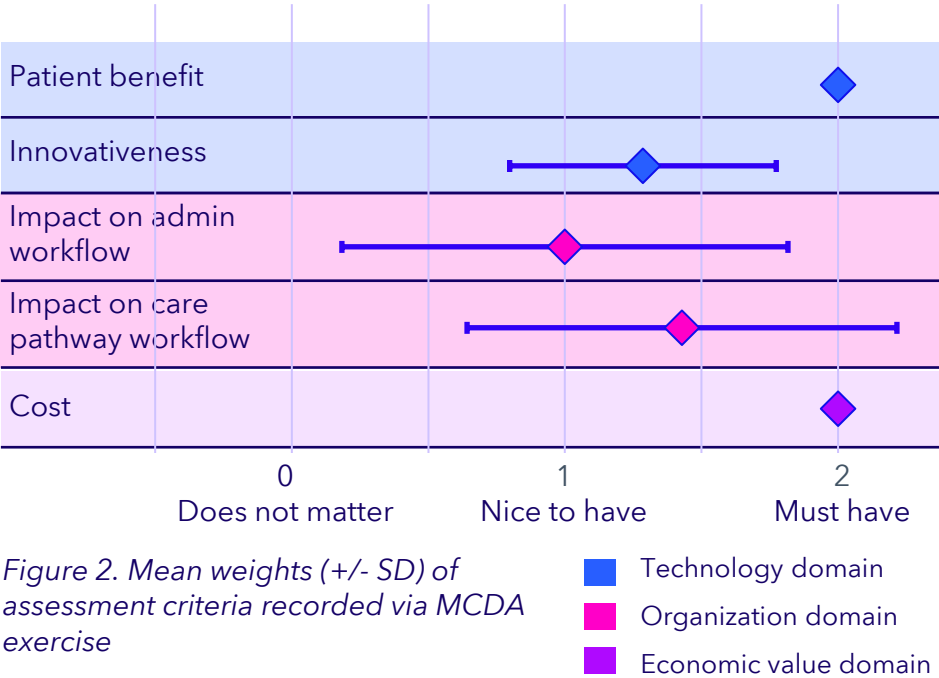 Patient benefit
Innovativeness
Impact on admin
workflow
Impact on care
pathway workflow
Cost
0
1
2
Does not matter
Nice to have
Must have
Figure 2. Mean weights (+/- SD) of
assessment criteria recorded via MCDA
exercise
Technology domain
Organization domain
Economic value domain